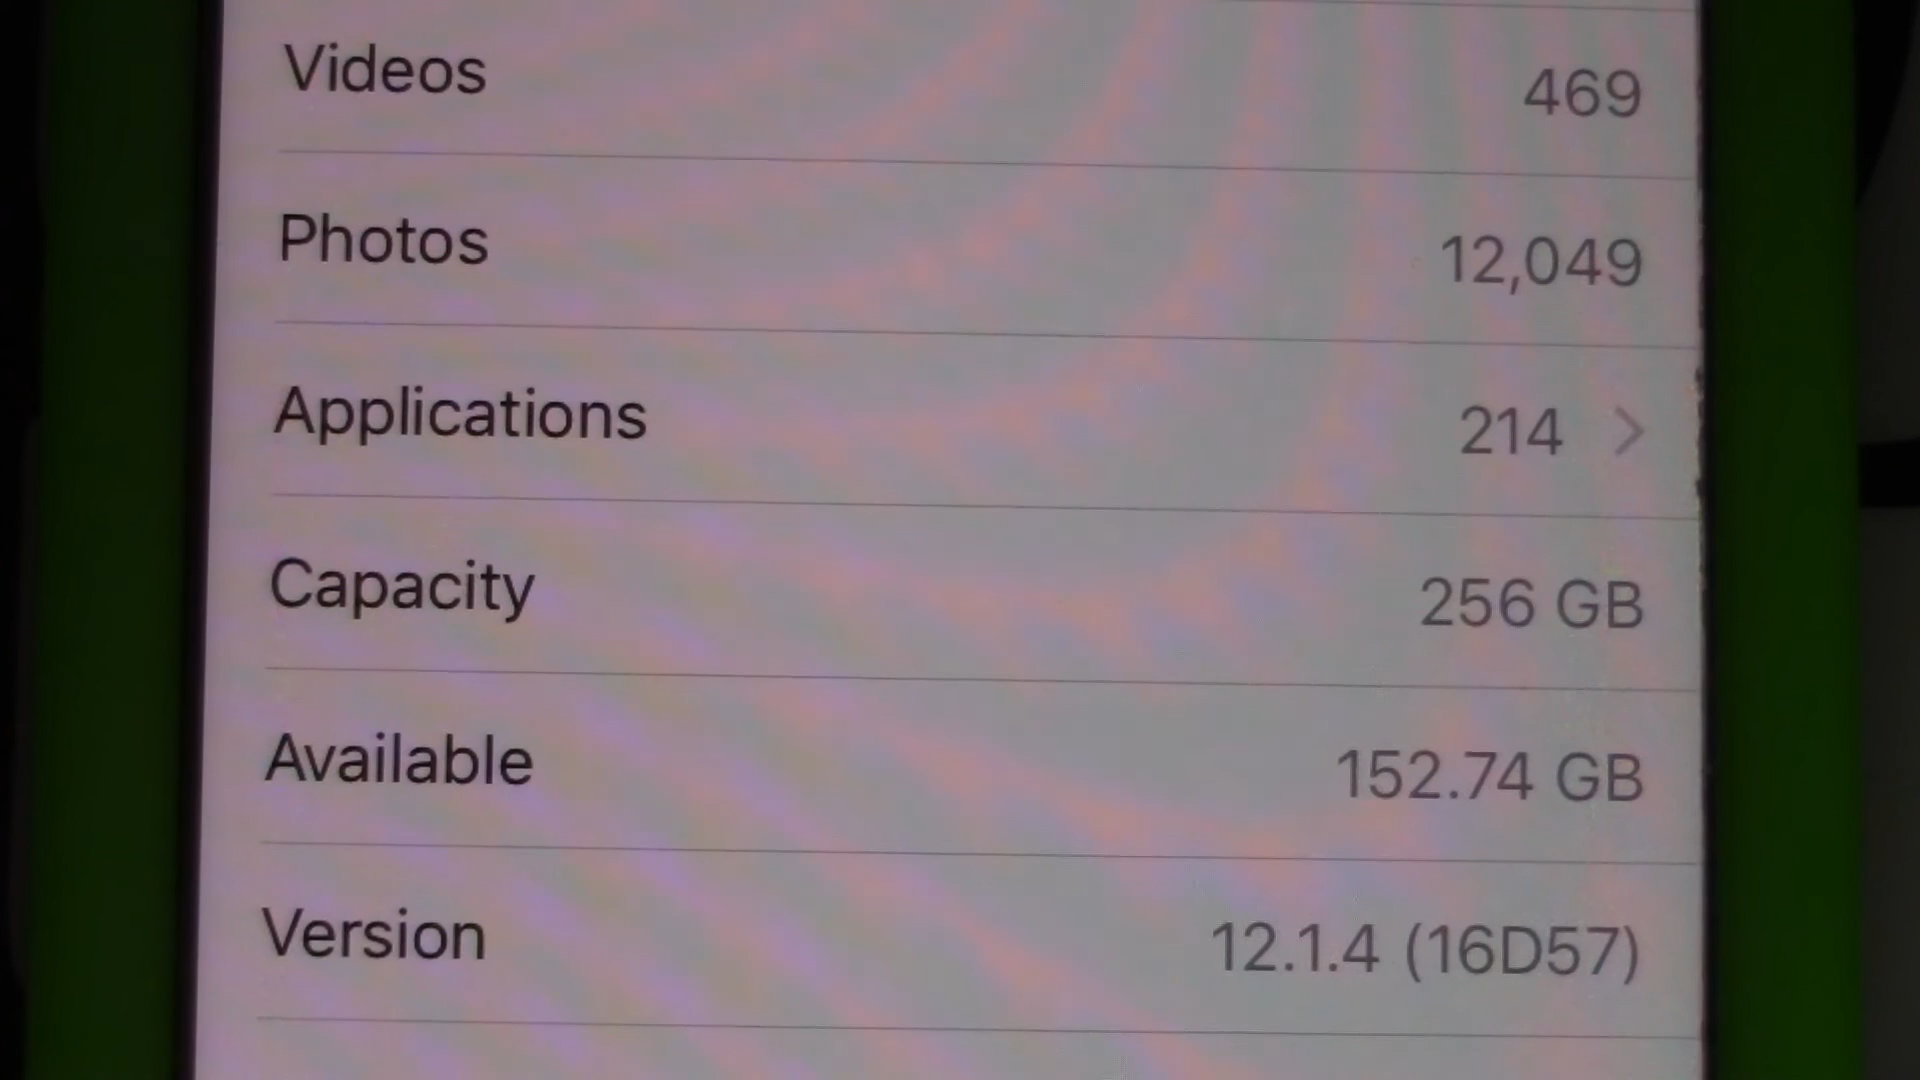 Videos 469
Photos 12,049
Applications 214 >
Capacity 256 GB
Available 152.74 GB
Version 12.1.4 (16D57)